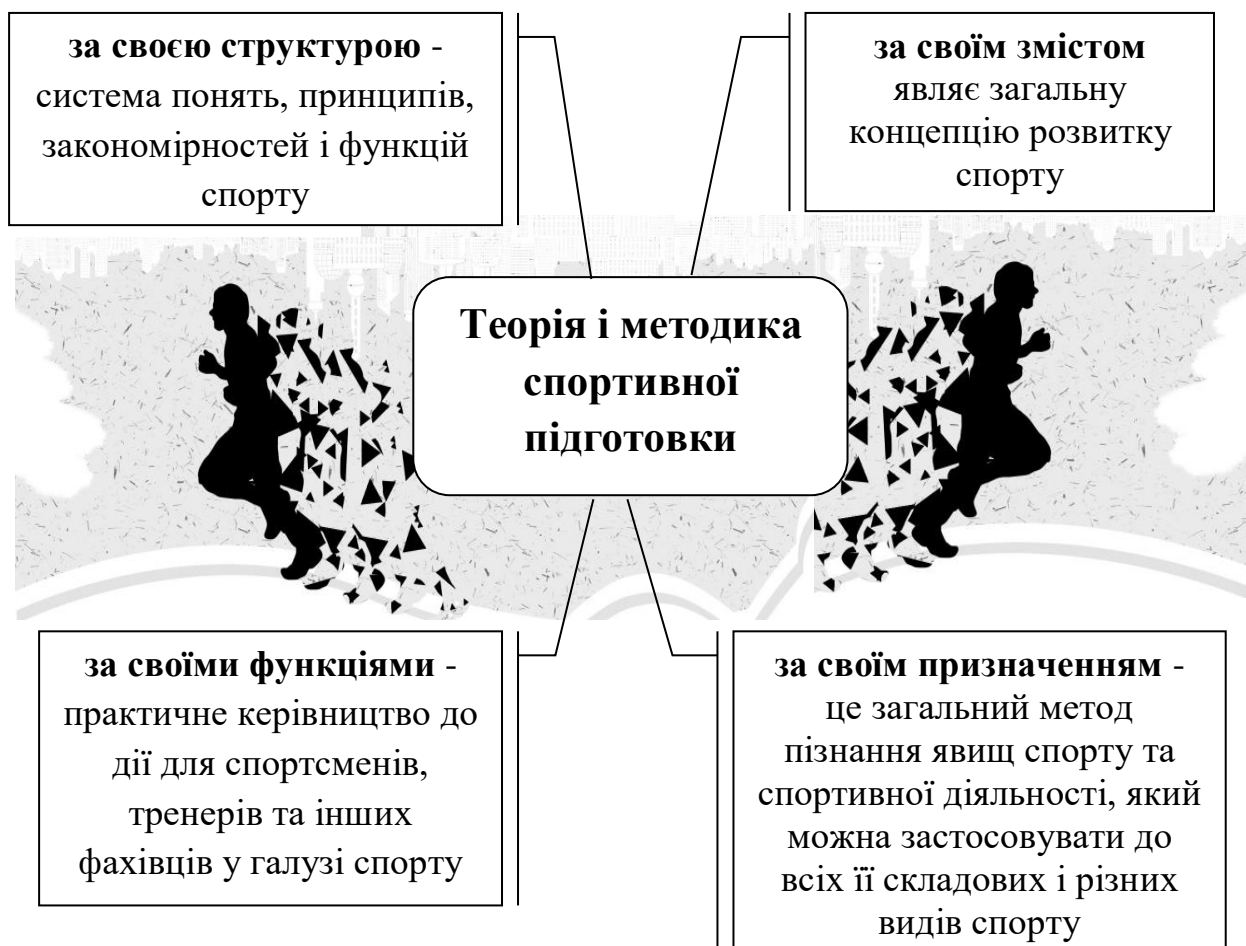 за своєю структурою -
система понять, принципів,
закономірностей і функцій
спорту
за своїм змістом
являє загальну
концепцію розвитку
спорту
Теорія і методика
спортивної
підготовки
за своїми функціями -
практичне керівництво до
дії для спортсменів,
тренерів та інших
фахівців у галузі спорту
за своїм призначенням -
це загальний метод
пізнання явищ спорту та
спортивної діяльності, який
можна застосовувати до
всіх її складових і різних
видів спорту